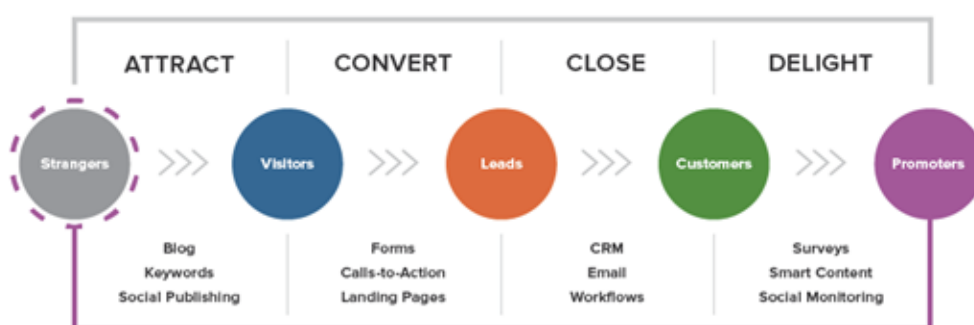 ATTRACT
CONVERT
CLOSE
DELIGHT
Strangers
Visitors
Leads
Customers
Promoters
Blog
Keywords
Social Publishing
Forms
Calls-to-Action
Landing Pages
CRM
Email
Workflows
Surveys
Smart Content
Social Monitoring